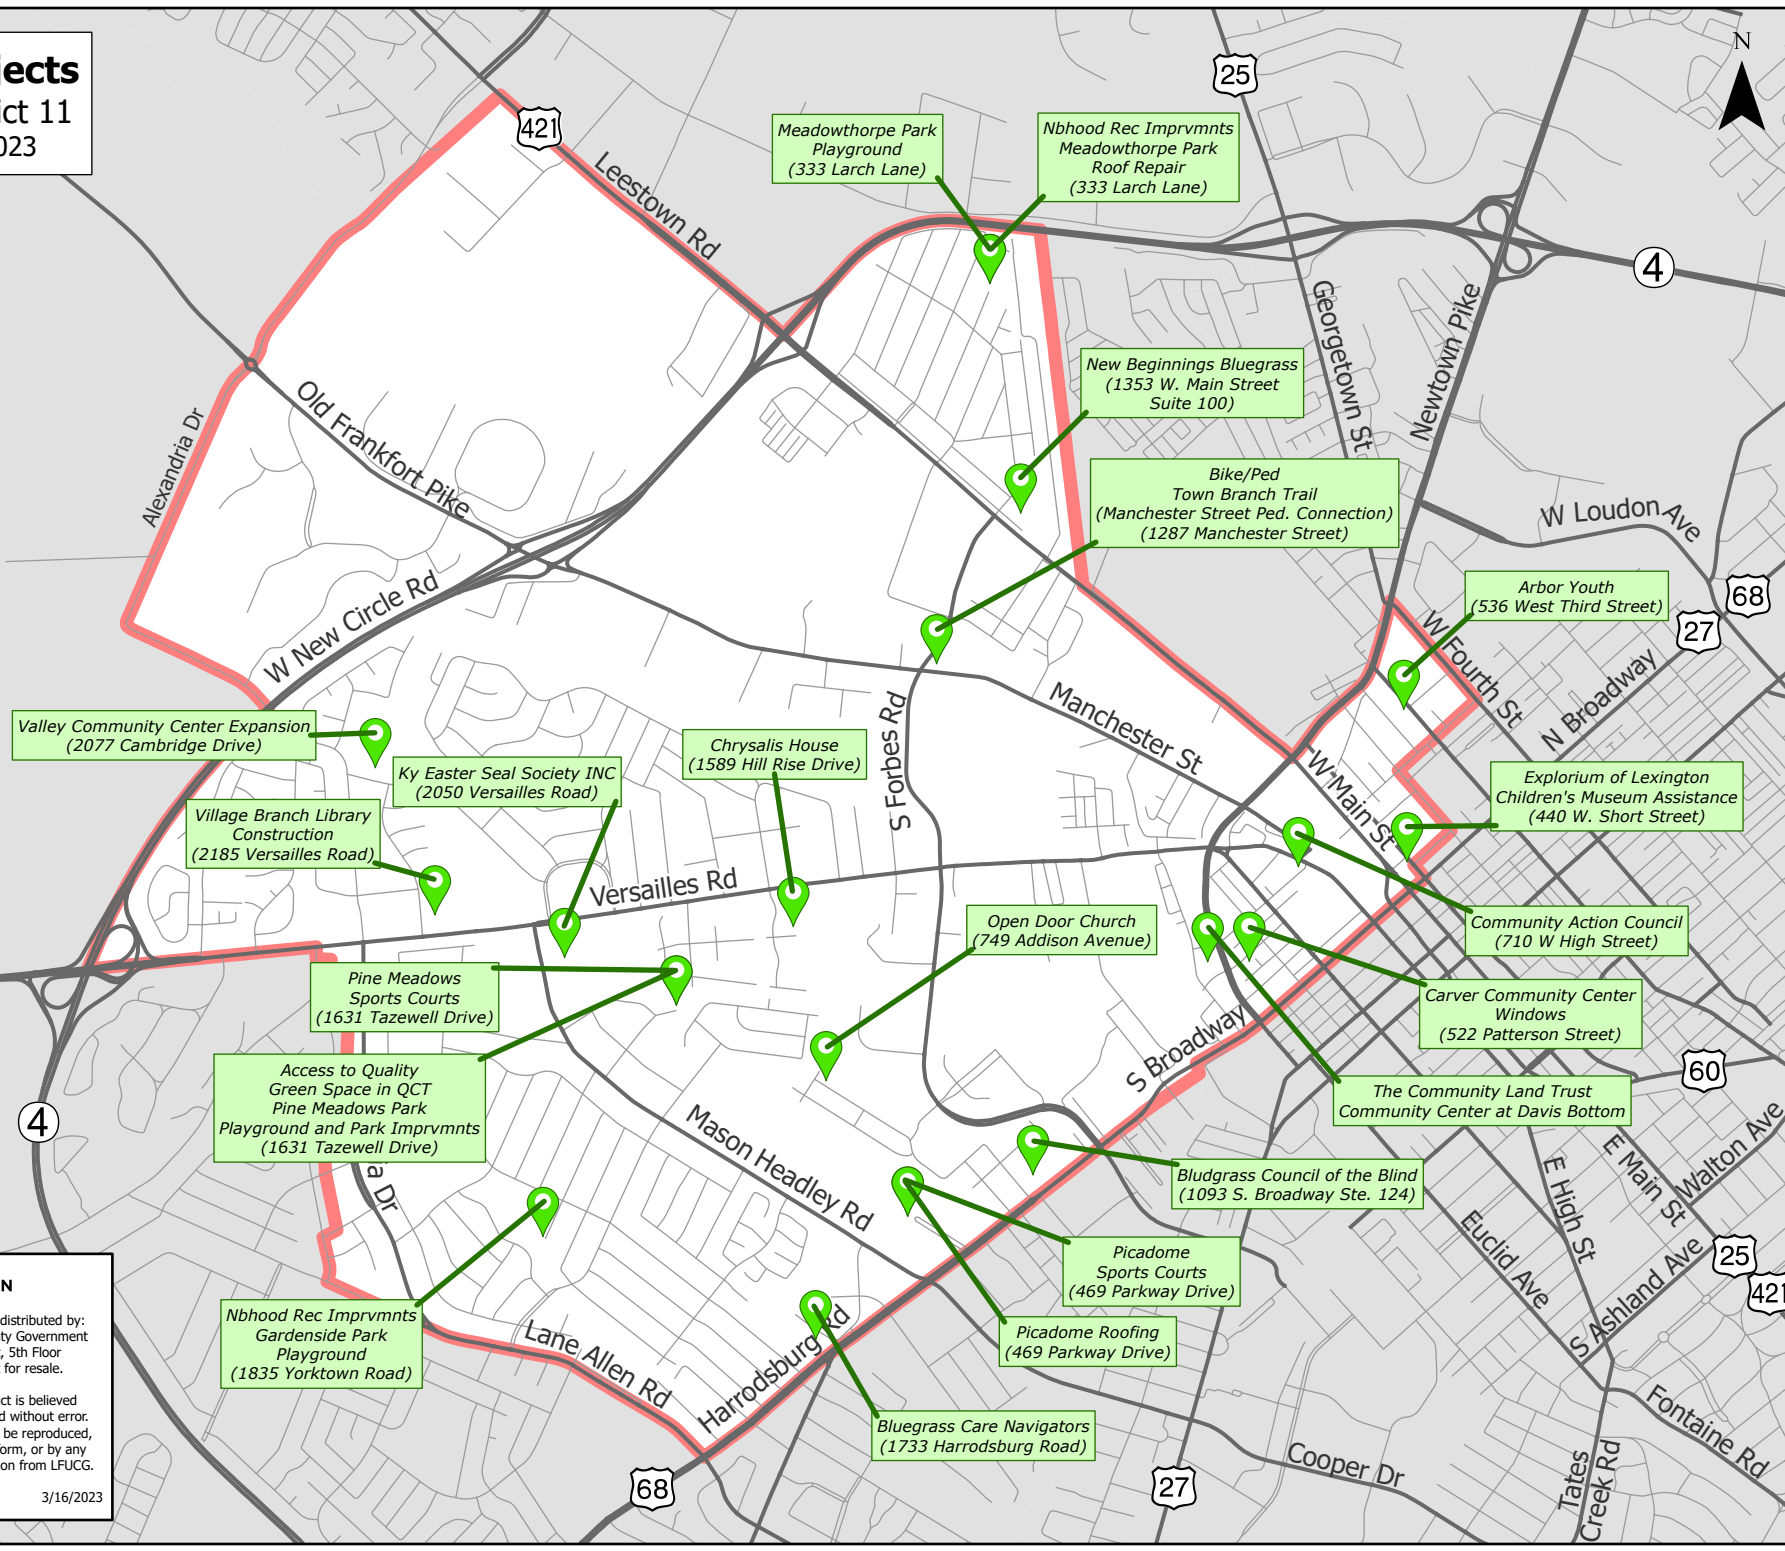 jects
ict 11
023
N
25
421
Leestown Rd
Meadowthorpe Park
Playground
(333 Larch Lane)
Nbhood Rec Imprvmnts
Meadowthorpe Park
Roof Repair
(333 Larch Lane)
4
Georgetown St
Newtown Pike
New Beginnings Bluegrass
(1353 W. Main Street
Suite 100)
Old Frankfort Pike
Alexandria Dr
Bike/Ped
Town Branch Trail
(Manchester Street Ped. Connection)
(1287 Manchester Street)
W Loudon Ave
68
27
Arbor Youth
(536 West Third Street)
W Fourth St
N Broadway
W New Circle Rd
Manchester St
S Forbes Rd
W Main St
Valley Community Center Expansion
(2077 Cambridge Drive)
Ky Easter Seal Society INC
(2050 Versailles Road)
Chrysalis House
(1589 Hill Rise Drive)
Explorium of Lexington
Children's Museum Assistance
(440 W. Short Street)
Village Branch Library
Construction
(2185 Versailles Road)
Versailles Rd
Open Door Church
(749 Addison Avenue)
Community Action Council
(710 W High Street)
Pine Meadows
Sports Courts
(1631 Tazewell Drive)
Carver Community Center
Windows
(522 Patterson Street)
S Broadway
60
Access to Quality
Green Space in QCT
Pine Meadows Park
Playground and Park Imprvmnts
(1631 Tazewell Drive)
The Community Land Trust
Community Center at Davis Bottom
4
Mason Headley Rd
a Dr
Bludgrass Council of the Blind
(1093 S. Broadway Ste. 124)
E High St
E Main St
Walton Ave
Euclid Ave
S Ashland Ave
25
421
Picadome
Sports Courts
(469 Parkway Drive)
Picadome Roofing
(469 Parkway Drive)
Nbhood Rec Imprvmnts
Gardenside Park
Playground
(1835 Yorktown Road)
Lane Allen Rd
Harrodsburg Rd
Bluegrass Care Navigators
(1733 Harrodsburg Road)
Fontaine Rd
Cooper Dr
Tates
Creek Rd
68
27
N
distributed by:
ty Government
, 5th Floor
for resale.
ct is believed
d without error.
be reproduced,
orm, or by any
on from LFUCG.
3/16/2023